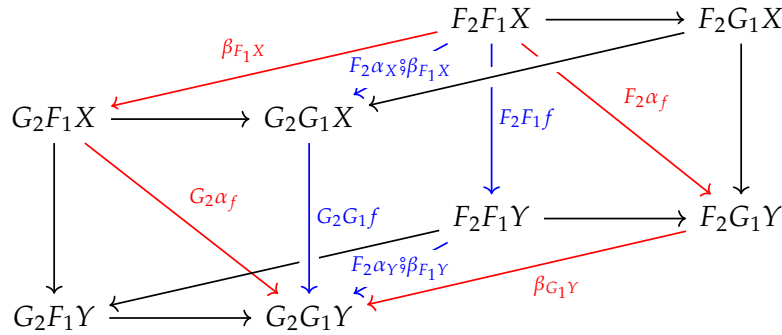 F₂F₁X F₂G₁X
β_{F₁X}
F₂α_X⨟β_{F₁X}
F₂α_f
G₂F₁X G₂G₁X F₂F₁f
G₂α_f G₂G₁f
F₂F₁Y F₂G₁Y
F₂α_Y⨟β_{F₁Y}
β_{G₁Y}
G₂F₁Y G₂G₁Y